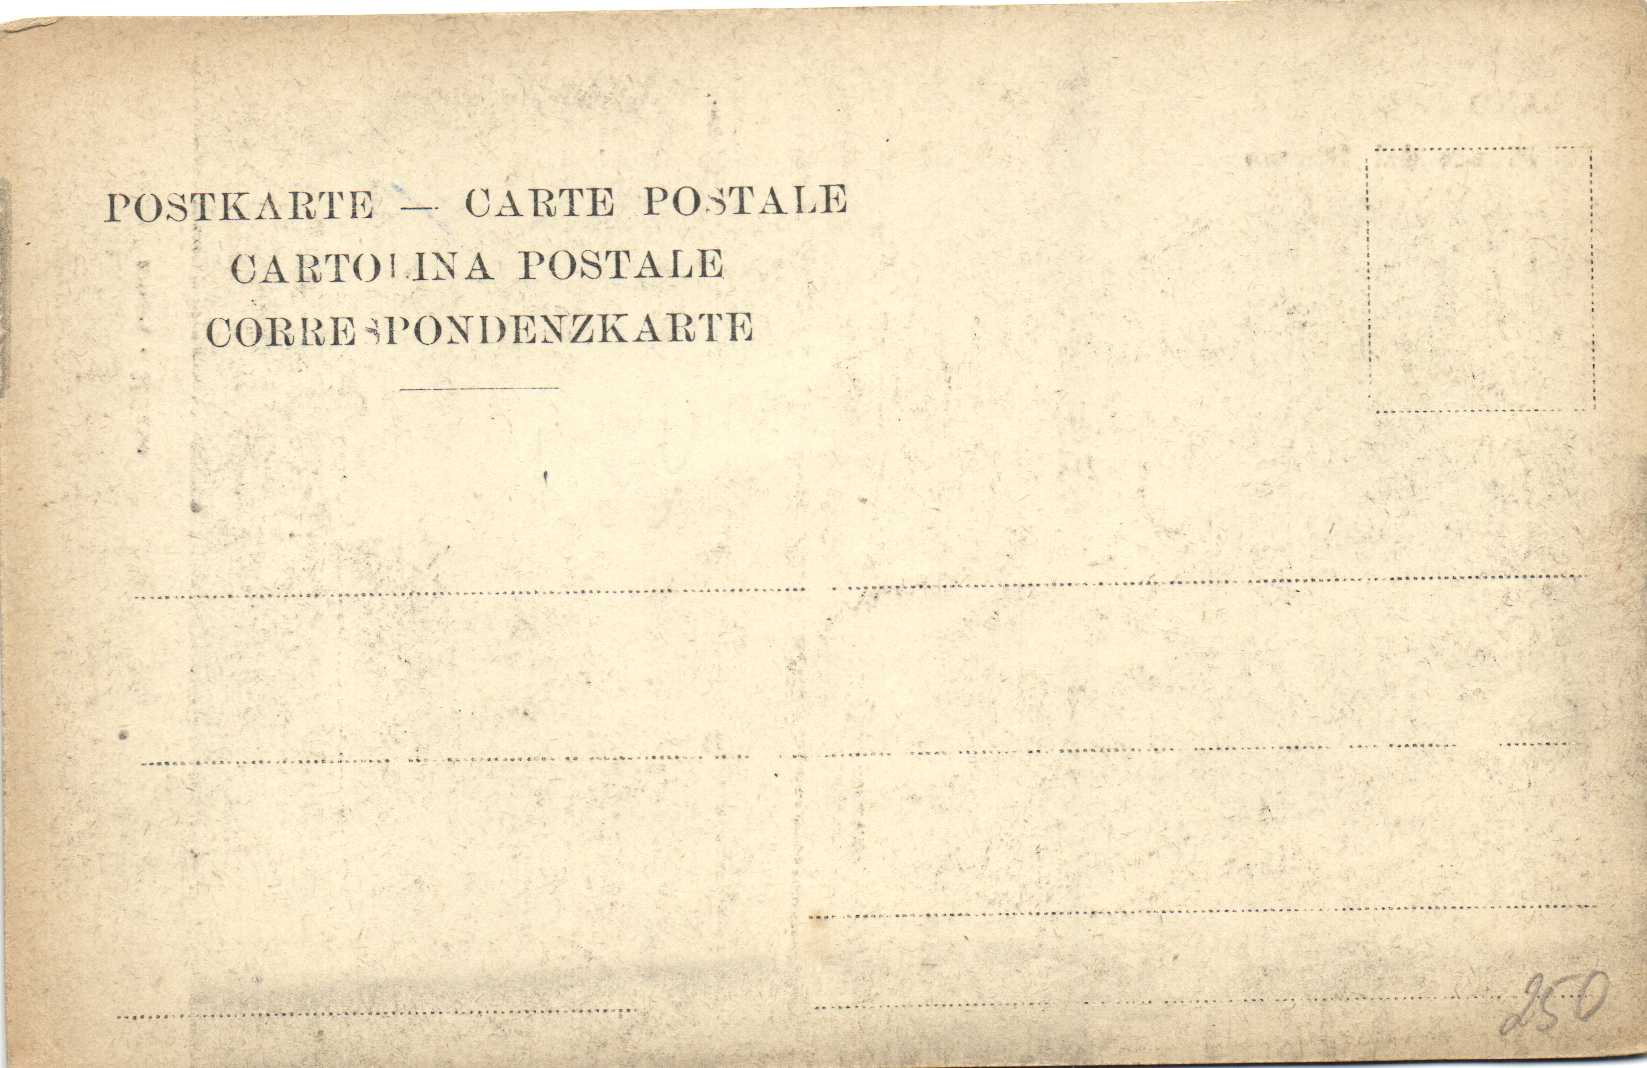 POSTKARTE — CARTE POSTALE
CARTOLINA POSTALE
CORRESPONDENZKARTE
250